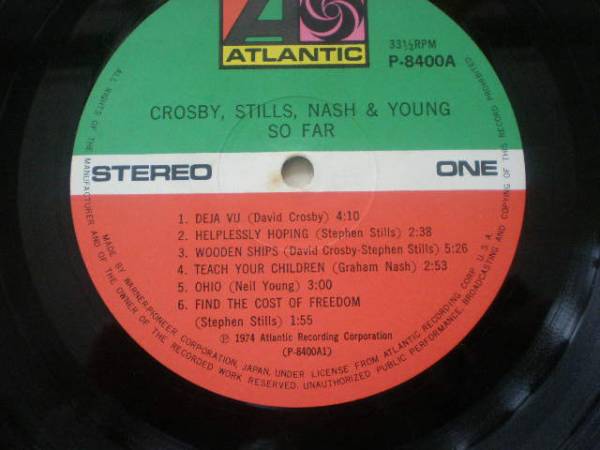 ATLANTIC
33⅓RPM
P-8400A
CROSBY, STILLS, NASH & YOUNG
SO FAR
STEREO
ONE
1. DEJA VU (David Crosby) 4:10
2. HELPLESSLY HOPING (Stephen Stills) 2:38
3. WOODEN SHIPS (David Crosby-Stephen Stills) 5:26
4. TEACH YOUR CHILDREN (Graham Nash) 2:53
5. OHIO (Neil Young) 3:00
6. FIND THE COST OF FREEDOM
(Stephen Stills) 1:55
Ⓟ 1974 Atlantic Recording Corporation
(P-8400A1)
MADE BY WARNER-PIONEER CORPORATION, JAPAN, UNDER LICENSE FROM ATLANTIC RECORDING CORP. U.S.A.
ALL RIGHTS OF THE MANUFACTURER AND OF THE OWNER OF THE RECORDED WORK RESERVED. UNAUTHORIZED PUBLIC PERFORMANCE, BROADCASTING AND COPYING OF THIS RECORD PROHIBITED